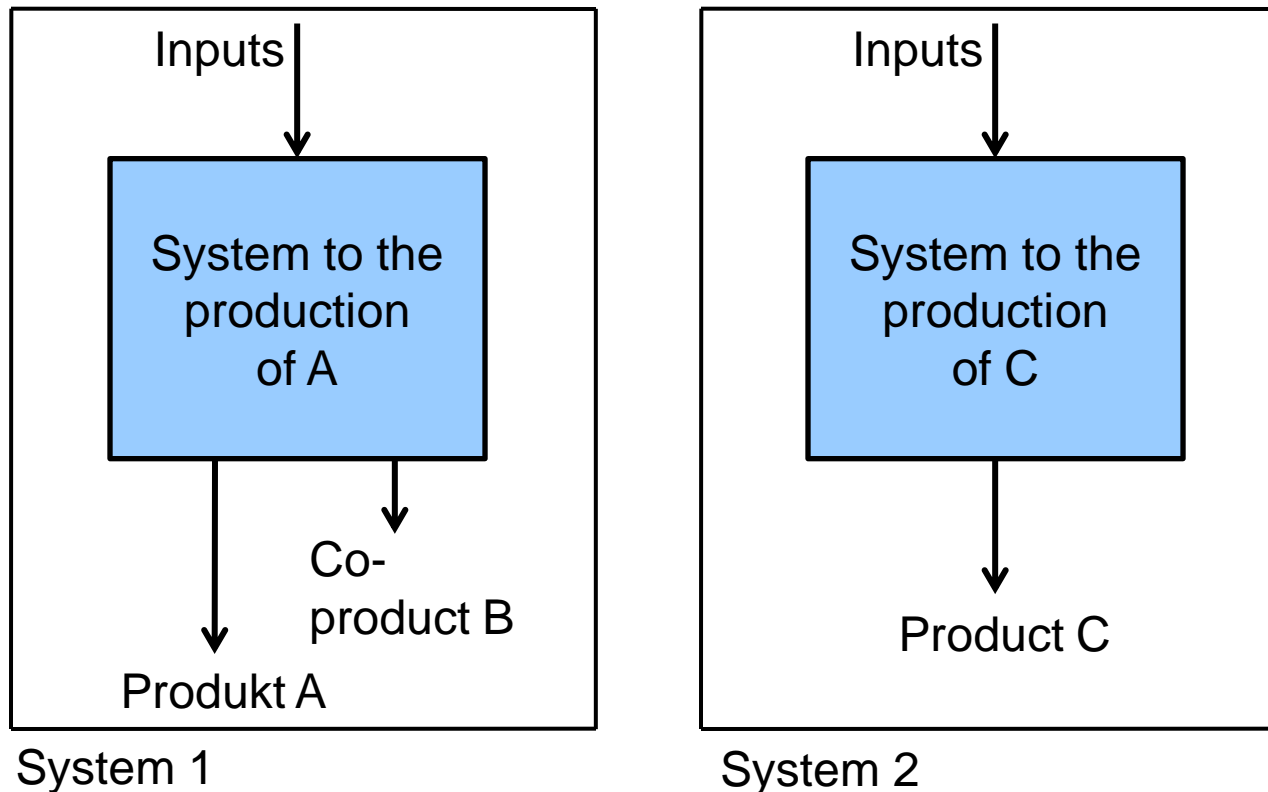 Inputs
System to the
production
of A
Co-
product B
Produkt A
System 1
Inputs
System to the
production
of C
Product C
System 2